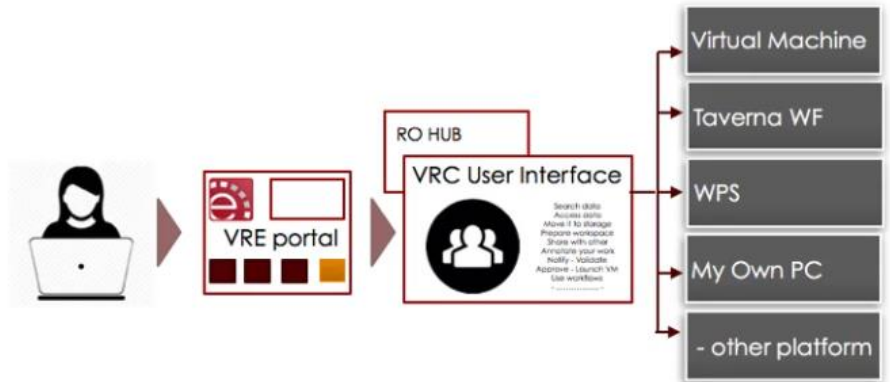 e
VRE portal
RO HUB
VRC User Interface
Search data
Access data
Move it to storage
Prepare workspace
Share with other
Annotate your work
Notify - Validate
Approve - Launch VM
Use workflows
Virtual Machine
Taverna WF
WPS
My Own PC
- other platform